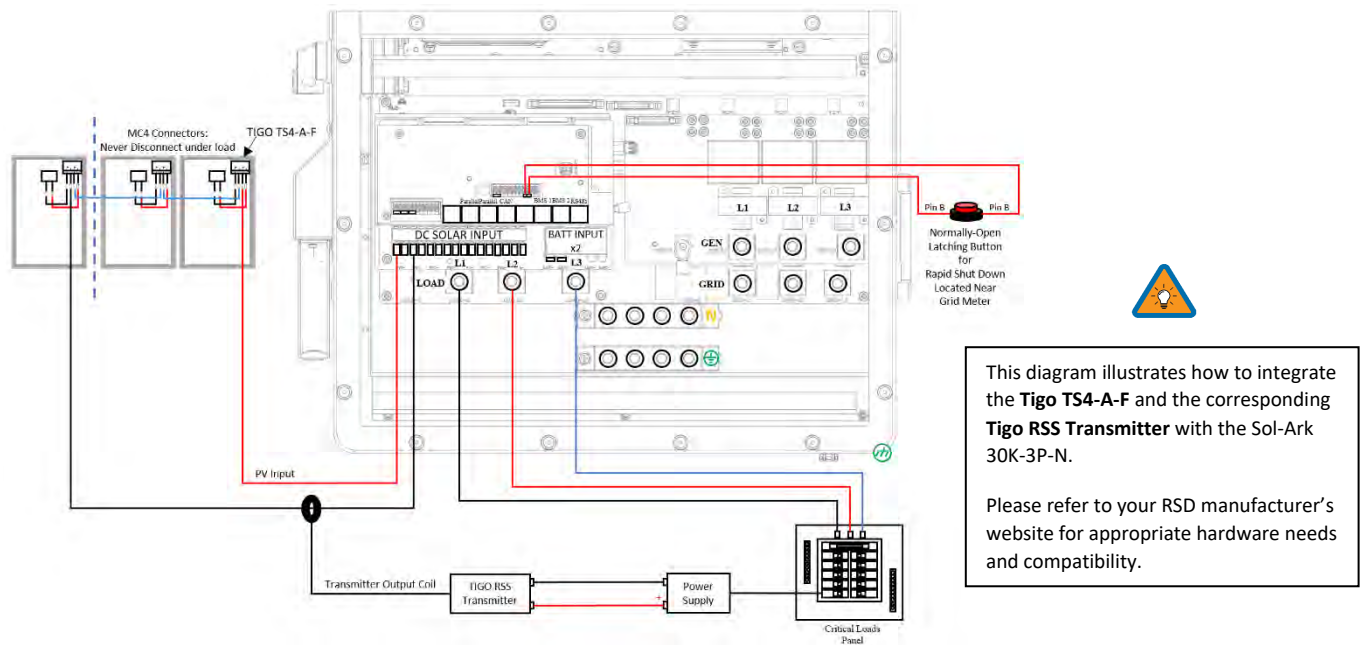 MC4 Connectors:
Never Disconnect under load
TIGO TS4-A-F
DC SOLAR INPUT
BATT INPUT
x2
L1
L2
L3
LOAD
L1
L2
L3
GEN
GRID
N
Pin B
Pin B
Normally-Open
Latching Button
for
Rapid Shut Down
Located Near
Grid Meter
PV Input
Transmitter Output Coil
TIGO RSS
Transmitter
+
Power
Supply
Critical Loads
Panel
This diagram illustrates how to integrate
the Tigo TS4-A-F and the corresponding
Tigo RSS Transmitter with the Sol-Ark
30K-3P-N.
Please refer to your RSD manufacturer’s
website for appropriate hardware needs
and compatibility.